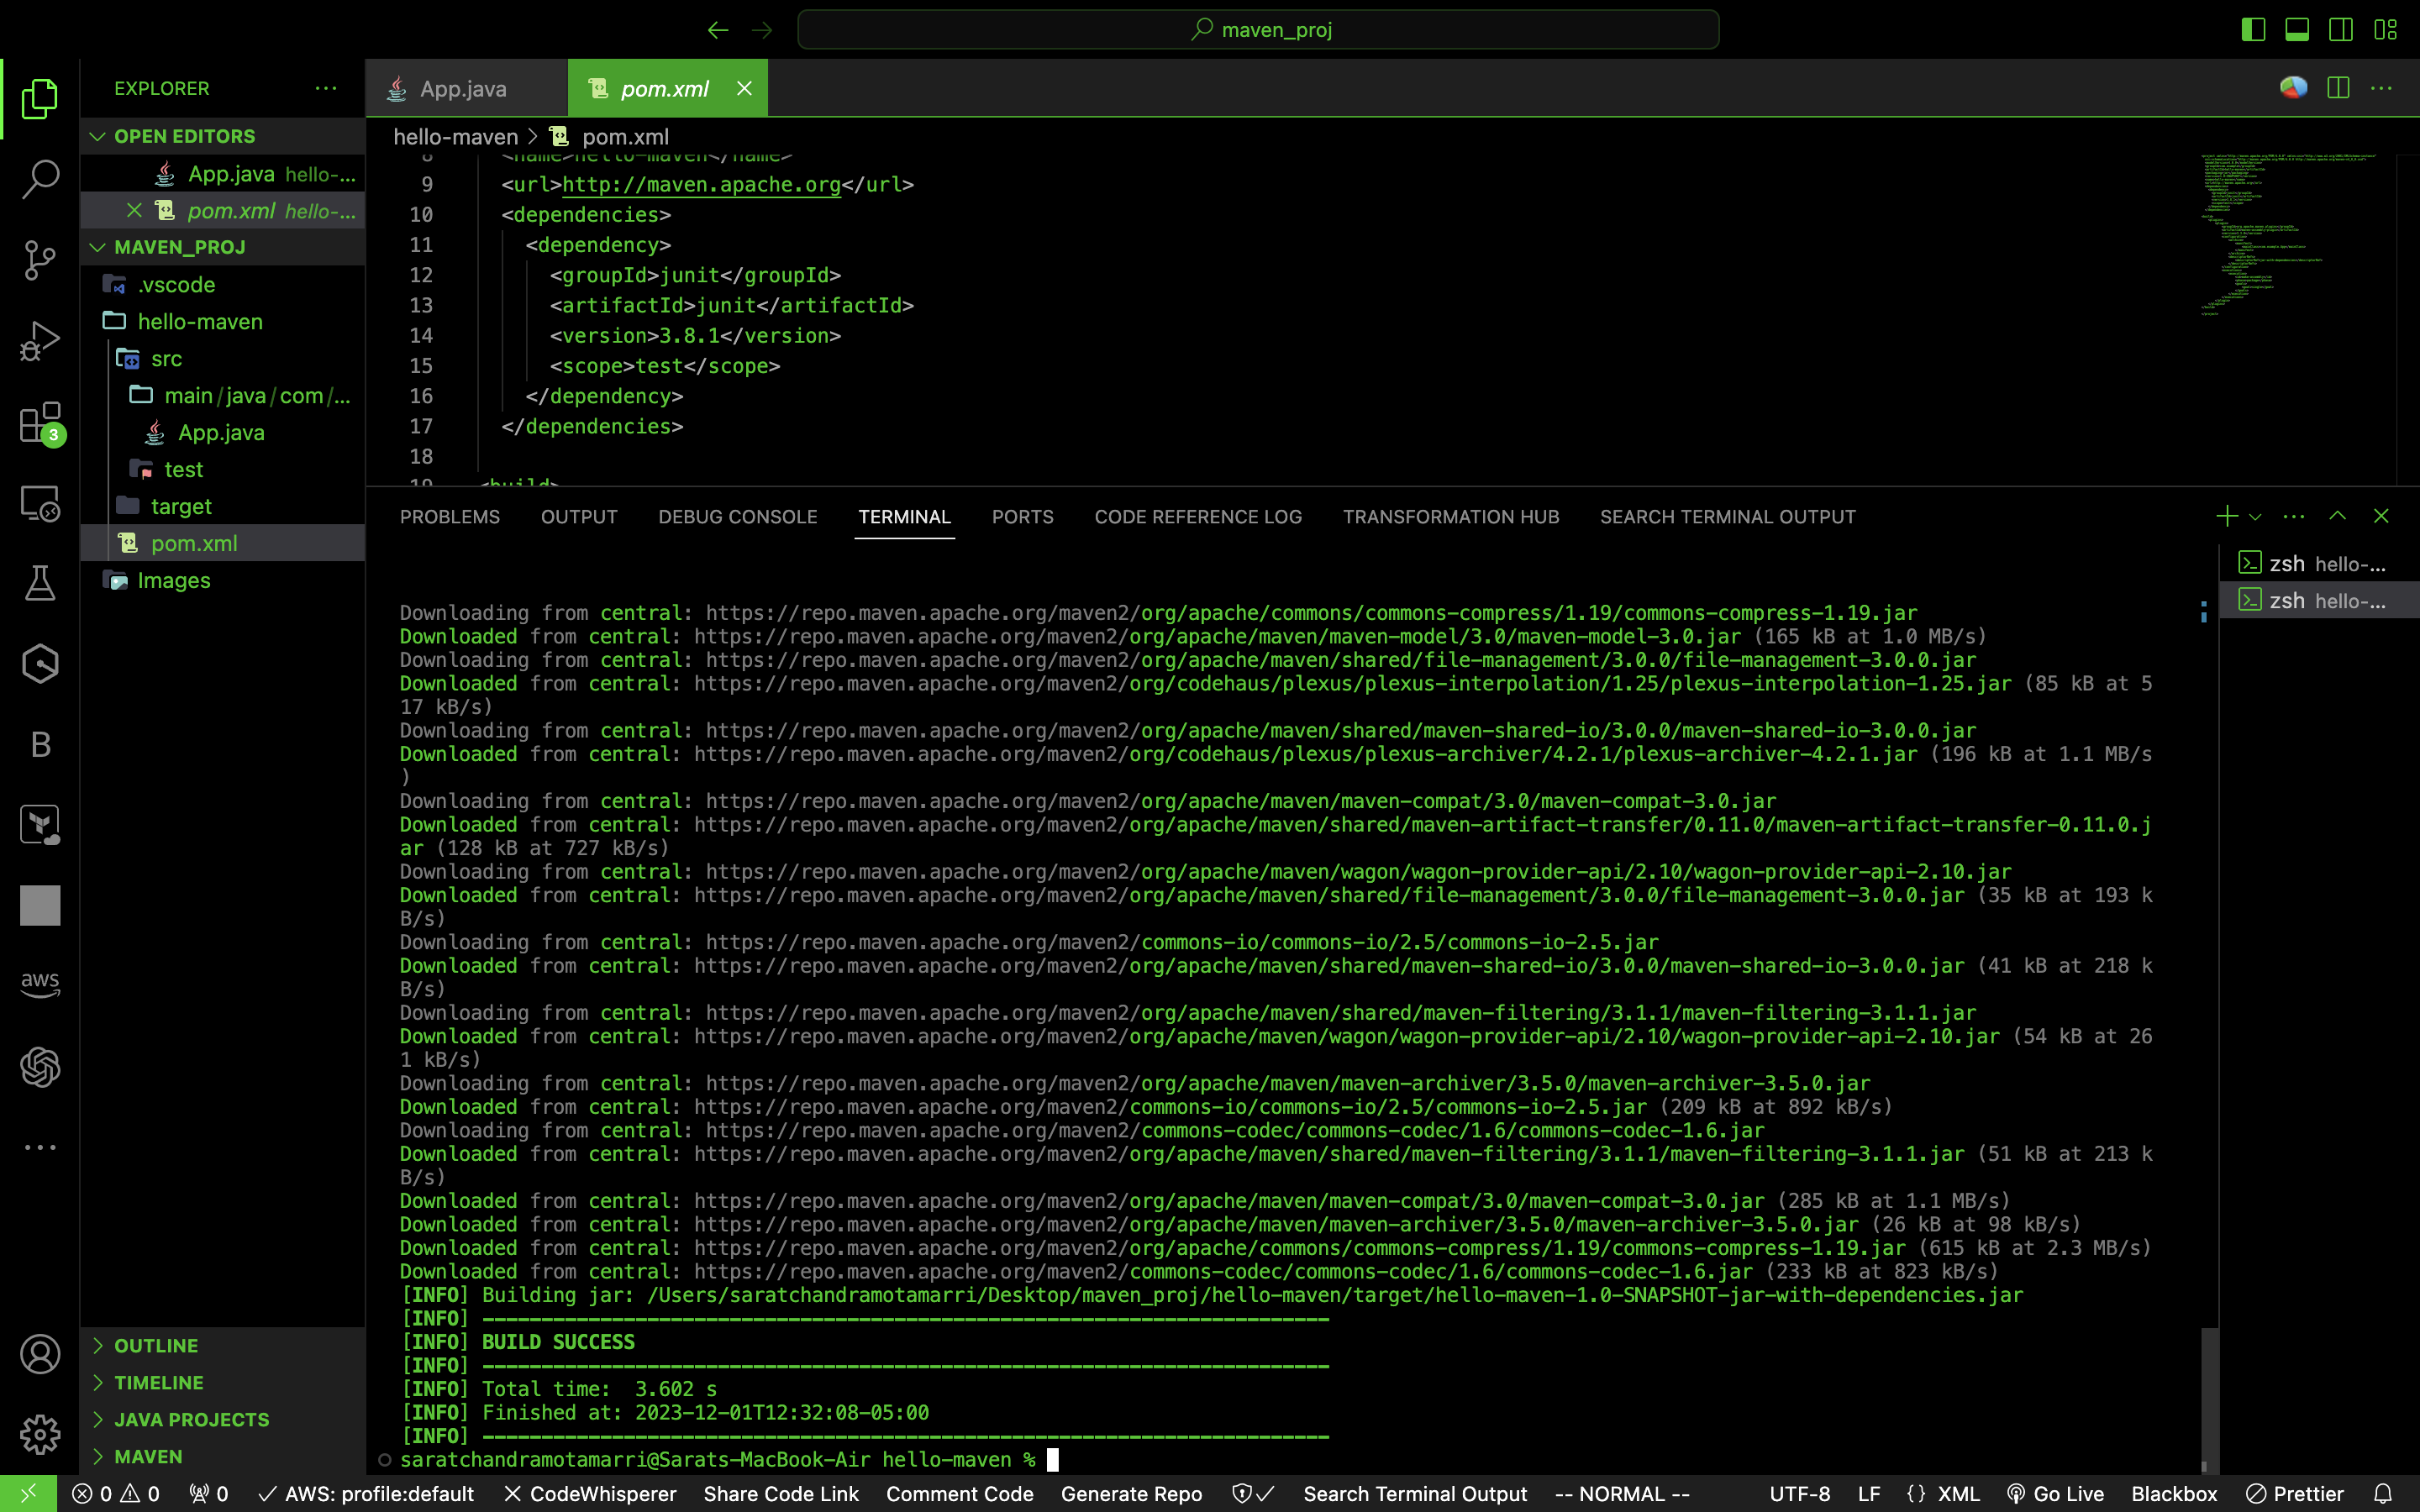 maven_proj
EXPLORER
App.java
pom.xml
OPEN EDITORS
App.java hello-...
pom.xml hello-...
MAVEN_PROJ
.vscode
hello-maven
src
main/java/com/...
App.java
test
target
pom.xml
Images
OUTLINE
TIMELINE
JAVA PROJECTS
MAVEN
3
B
aws
hello-maven > pom.xml
8 <name>hello-maven</name>
9 <url>http://maven.apache.org</url>
10 <dependencies>
11 <dependency>
12 <groupId>junit</groupId>
13 <artifactId>junit</artifactId>
14 <version>3.8.1</version>
15 <scope>test</scope>
16 </dependency>
17 </dependencies>
18
19 <build>
PROBLEMS OUTPUT DEBUG CONSOLE TERMINAL PORTS CODE REFERENCE LOG TRANSFORMATION HUB SEARCH TERMINAL OUTPUT
zsh hello-...
zsh hello-...
Downloading from central: https://repo.maven.apache.org/maven2/org/apache/commons/commons-compress/1.19/commons-compress-1.19.jar
Downloaded from central: https://repo.maven.apache.org/maven2/org/apache/maven/maven-model/3.0/maven-model-3.0.jar (165 kB at 1.0 MB/s)
Downloading from central: https://repo.maven.apache.org/maven2/org/apache/maven/shared/file-management/3.0.0/file-management-3.0.0.jar
Downloaded from central: https://repo.maven.apache.org/maven2/org/codehaus/plexus/plexus-interpolation/1.25/plexus-interpolation-1.25.jar (85 kB at 5
17 kB/s)
Downloading from central: https://repo.maven.apache.org/maven2/org/apache/maven/shared/maven-shared-io/3.0.0/maven-shared-io-3.0.0.jar
Downloaded from central: https://repo.maven.apache.org/maven2/org/codehaus/plexus/plexus-archiver/4.2.1/plexus-archiver-4.2.1.jar (196 kB at 1.1 MB/s
)
Downloading from central: https://repo.maven.apache.org/maven2/org/apache/maven/maven-compat/3.0/maven-compat-3.0.jar
Downloaded from central: https://repo.maven.apache.org/maven2/org/apache/maven/shared/maven-artifact-transfer/0.11.0/maven-artifact-transfer-0.11.0.j
ar (128 kB at 727 kB/s)
Downloading from central: https://repo.maven.apache.org/maven2/org/apache/maven/wagon/wagon-provider-api/2.10/wagon-provider-api-2.10.jar
Downloaded from central: https://repo.maven.apache.org/maven2/org/apache/maven/shared/file-management/3.0.0/file-management-3.0.0.jar (35 kB at 193 k
B/s)
Downloading from central: https://repo.maven.apache.org/maven2/commons-io/commons-io/2.5/commons-io-2.5.jar
Downloaded from central: https://repo.maven.apache.org/maven2/org/apache/maven/shared/maven-shared-io/3.0.0/maven-shared-io-3.0.0.jar (41 kB at 218 k
B/s)
Downloading from central: https://repo.maven.apache.org/maven2/org/apache/maven/shared/maven-filtering/3.1.1/maven-filtering-3.1.1.jar
Downloaded from central: https://repo.maven.apache.org/maven2/org/apache/maven/wagon/wagon-provider-api/2.10/wagon-provider-api-2.10.jar (54 kB at 26
1 kB/s)
Downloading from central: https://repo.maven.apache.org/maven2/org/apache/maven/maven-archiver/3.5.0/maven-archiver-3.5.0.jar
Downloaded from central: https://repo.maven.apache.org/maven2/commons-io/commons-io/2.5/commons-io-2.5.jar (209 kB at 892 kB/s)
Downloading from central: https://repo.maven.apache.org/maven2/commons-codec/commons-codec/1.6/commons-codec-1.6.jar
Downloaded from central: https://repo.maven.apache.org/maven2/org/apache/maven/shared/maven-filtering/3.1.1/maven-filtering-3.1.1.jar (51 kB at 213 k
B/s)
Downloaded from central: https://repo.maven.apache.org/maven2/org/apache/maven/maven-compat/3.0/maven-compat-3.0.jar (285 kB at 1.1 MB/s)
Downloaded from central: https://repo.maven.apache.org/maven2/org/apache/maven/maven-archiver/3.5.0/maven-archiver-3.5.0.jar (26 kB at 98 kB/s)
Downloaded from central: https://repo.maven.apache.org/maven2/org/apache/commons/commons-compress/1.19/commons-compress-1.19.jar (615 kB at 2.3 MB/s)
Downloaded from central: https://repo.maven.apache.org/maven2/commons-codec/commons-codec/1.6/commons-codec-1.6.jar (233 kB at 823 kB/s)
[INFO] Building jar: /Users/saratchandramotamarri/Desktop/maven_proj/hello-maven/target/hello-maven-1.0-SNAPSHOT-jar-with-dependencies.jar
[INFO] ------------------------------------------------------------------------
[INFO] BUILD SUCCESS
[INFO] ------------------------------------------------------------------------
[INFO] Total time:  3.602 s
[INFO] Finished at: 2023-12-01T12:32:08-05:00
[INFO] ------------------------------------------------------------------------
saratchandramotamarri@Sarats-MacBook-Air hello-maven %
0 0 0 AWS: profile:default CodeWhisperer Share Code Link Comment Code Generate Repo Search Terminal Output -- NORMAL -- UTF-8 LF {} XML Go Live Blackbox Prettier